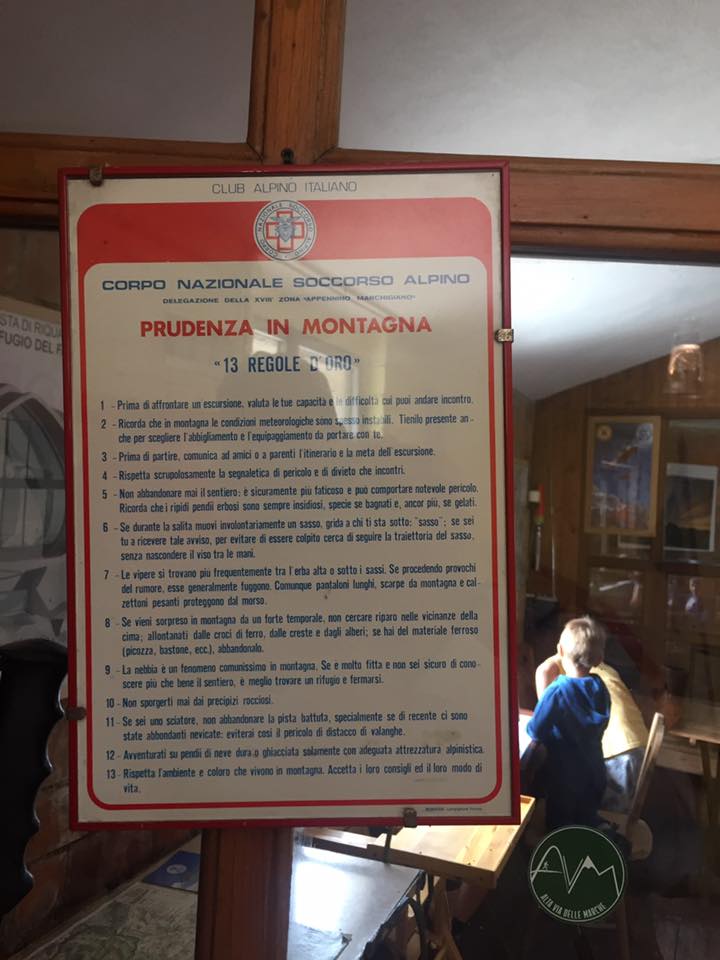 CLUB ALPINO ITALIANO
CORPO NAZIONALE SOCCORSO ALPINO
CORPO NAZIONALE SOCCORSO ALPINO
DELEGAZIONE DELLA XVIIIª ZONA "APPENNINO MARCHIGIANO"
PRUDENZA IN MONTAGNA
«13 REGOLE D'ORO»
1 - Prima di affrontare un escursione, valuta le tue capacità e le difficoltà cui puoi andare incontro.
2 - Ricorda che in montagna le condizioni meteorologiche sono spesso instabili. Tienilo presente an-
che per scegliere l'abbigliamento e l'equipaggiamento da portare con te.
3 - Prima di partire, comunica ad amici o a parenti l'itinerario e la meta dell'escursione.
4 - Rispetta scrupolosamente la segnaletica di pericolo e di divieto che incontri.
5 - Non abbandonare mai il sentiero: è sicuramente più faticoso e può comportare notevole pericolo.
Ricorda che i ripidi pendii erbosi sono sempre insidiosi, specie se bagnati e, ancor più, se gelati.
6 - Se durante la salita muovi involontariamente un sasso, grida a chi ti sta sotto: "sasso"; se sei
tu a ricevere tale avviso, per evitare di essere colpito cerca di seguire la traiettoria del sasso,
senza nascondere il viso tra le mani.
7 - Le vipere si trovano più frequentemente tra l'erba alta o sotto i sassi. Se procedendo provochi
del rumore, esse generalmente fuggono. Comunque pantaloni lunghi, scarpe da montagna e cal-
zettoni pesanti proteggono dal morso.
8 - Se vieni sorpreso in montagna da un forte temporale, non cercare riparo nelle vicinanze della
cima; allontanati dalle croci di ferro, dalle creste e dagli alberi; se hai del materiale ferroso
(picozza, bastone, ecc.), abbandonalo.
9 - La nebbia è un fenomeno comunissimo in montagna. Se e molto fitta e non sei sicuro di cono-
scere più che bene il sentiero, è meglio trovare un rifugio e fermarsi.
10 - Non sporgerti mai dai precipizi rocciosi.
11 - Se sei uno sciatore, non abbandonare la pista battuta, specialmente se di recente ci sono
state abbondanti nevicate: eviterai così il pericolo di distacco di valanghe.
12 - Avventurati su pendii di neve dura o ghiacciata solamente con adeguata attrezzatura alpinistica.
13 - Rispetta l'ambiente e coloro che vivono in montagna. Accetta i loro consigli ed il loro modo di
vita.
STA DI RIQUA
FUGIO DEL F
AVM
ALTA VIA DELLE MARCHE